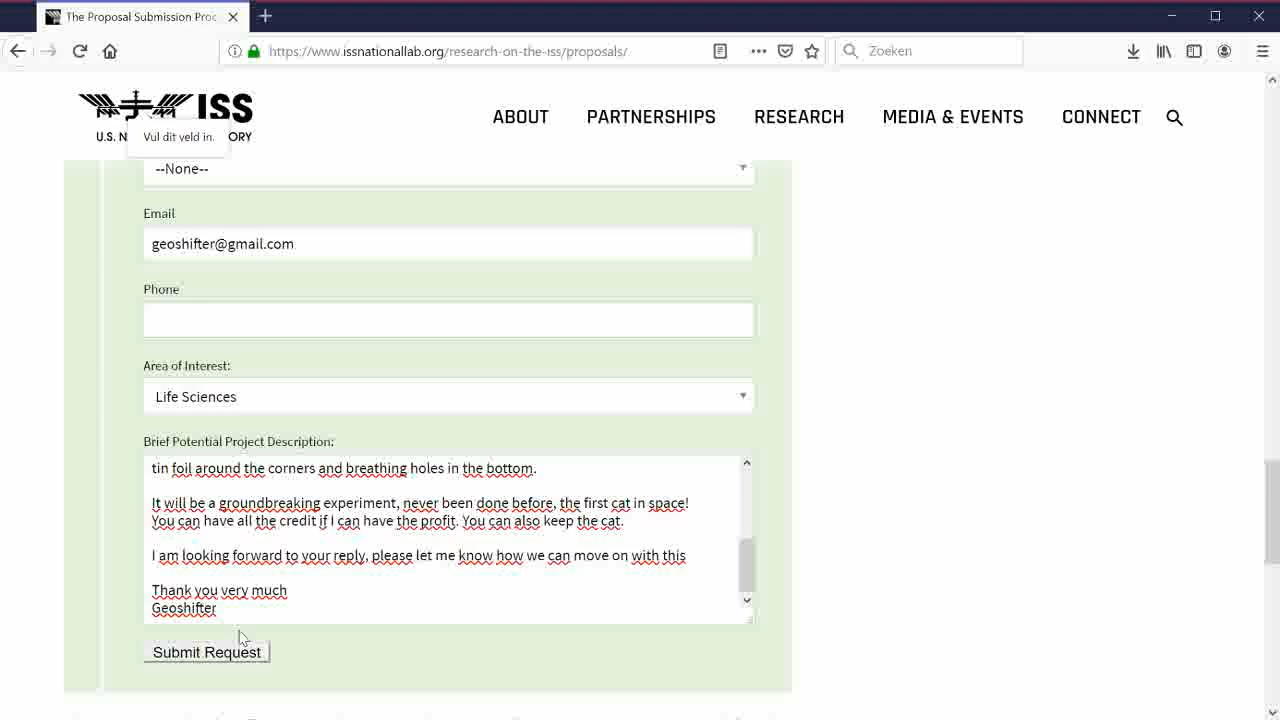 The Proposal Submission Proc
https://www.issnationallab.org/research-on-the-iss/proposals/
Zoeken
ISS
U.S. N
ORY
Vul dit veld in.
ABOUT
PARTNERSHIPS
RESEARCH
MEDIA & EVENTS
CONNECT
--None--
Email
geoshifter@gmail.com
Phone
Area of Interest:
Life Sciences
Brief Potential Project Description:
tin foil around the corners and breathing holes in the bottom.
It will be a groundbreaking experiment, never been done before, the first cat in space!
You can have all the credit if I can have the profit. You can also keep the cat.
I am looking forward to your reply, please let me know how we can move on with this
Thank you very much
Geoshifter
Submit Request